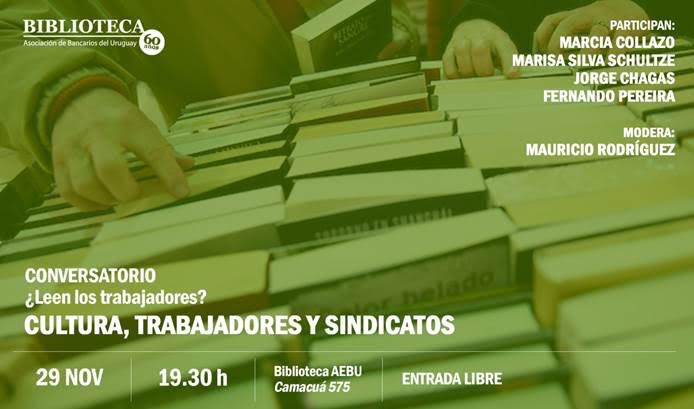 BIBLIOTECA
Asociación de Bancarios del Uruguay
60
años
PARTICIPAN:
MARCIA COLLAZO
MARISA SILVA SCHULTZE
JORGE CHAGAS
FERNANDO PEREIRA
MODERA:
MAURICIO RODRÍGUEZ
CONVERSATORIO
¿Leen los trabajadores?
CULTURA, TRABAJADORES Y SINDICATOS
29 NOV
19.30 h
Biblioteca AEBU
Camacuá 575
ENTRADA LIBRE
helado